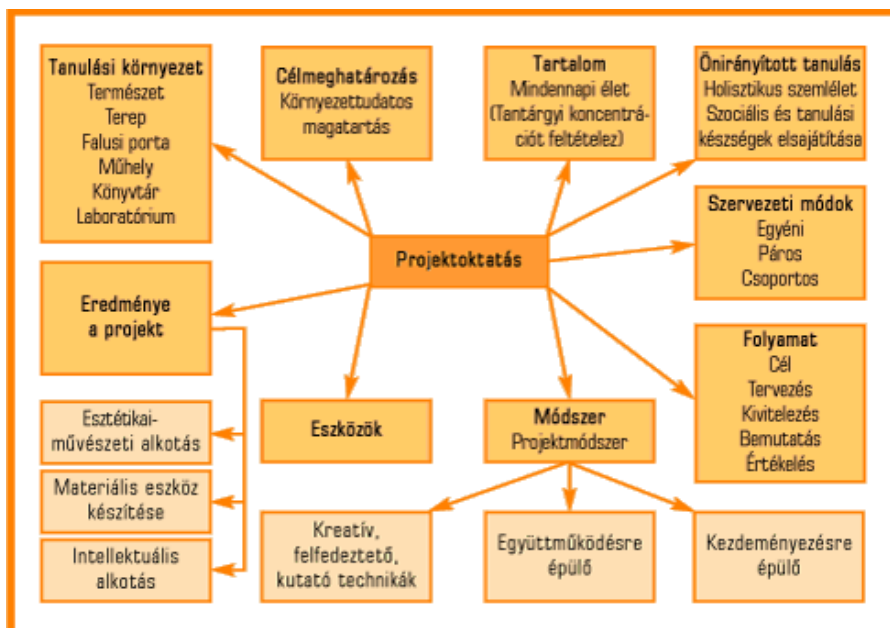 Tanulási környezet
Természet
Terep
Falusi porta
Műhely
Könyvtár
Laboratórium
Célmeghatározás
Környezettudatos
magatartás
Tartalom
Mindennapi élet
(Tantárgyi koncentrá-
ciót feltételez)
Önirányított tanulás
Holisztikus szemlélet
Szociális és tanulási
készségek elsajátítása
Szervezeti módok
Egyéni
Páros
Csoportos
Projektoktatás
Eredménye
a projekt
Folyamat
Cél
Tervezés
Kivitelezés
Bemutatás
Értékelés
Esztétikai-
művészeti alkotás
Materiális eszköz
készítése
Intellektuális
alkotás
Eszközök
Módszer
Projektmódszer
Kreatív,
felfedeztető,
kutató technikák
Együttműködésre
épülő
Kezdeményezésre
épülő